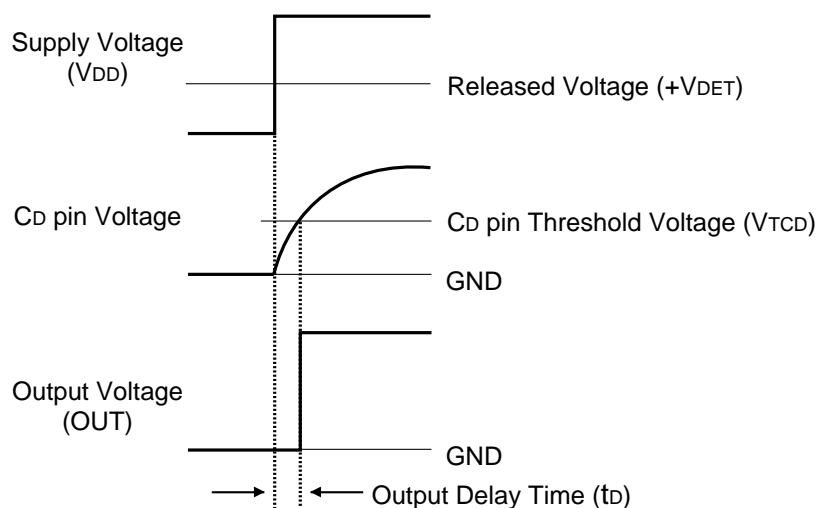 Supply Voltage
(VDD)
Released Voltage (+VDET)
CD pin Voltage
CD pin Threshold Voltage (VTCD)
GND
Output Voltage
(OUT)
GND
Output Delay Time (tD)